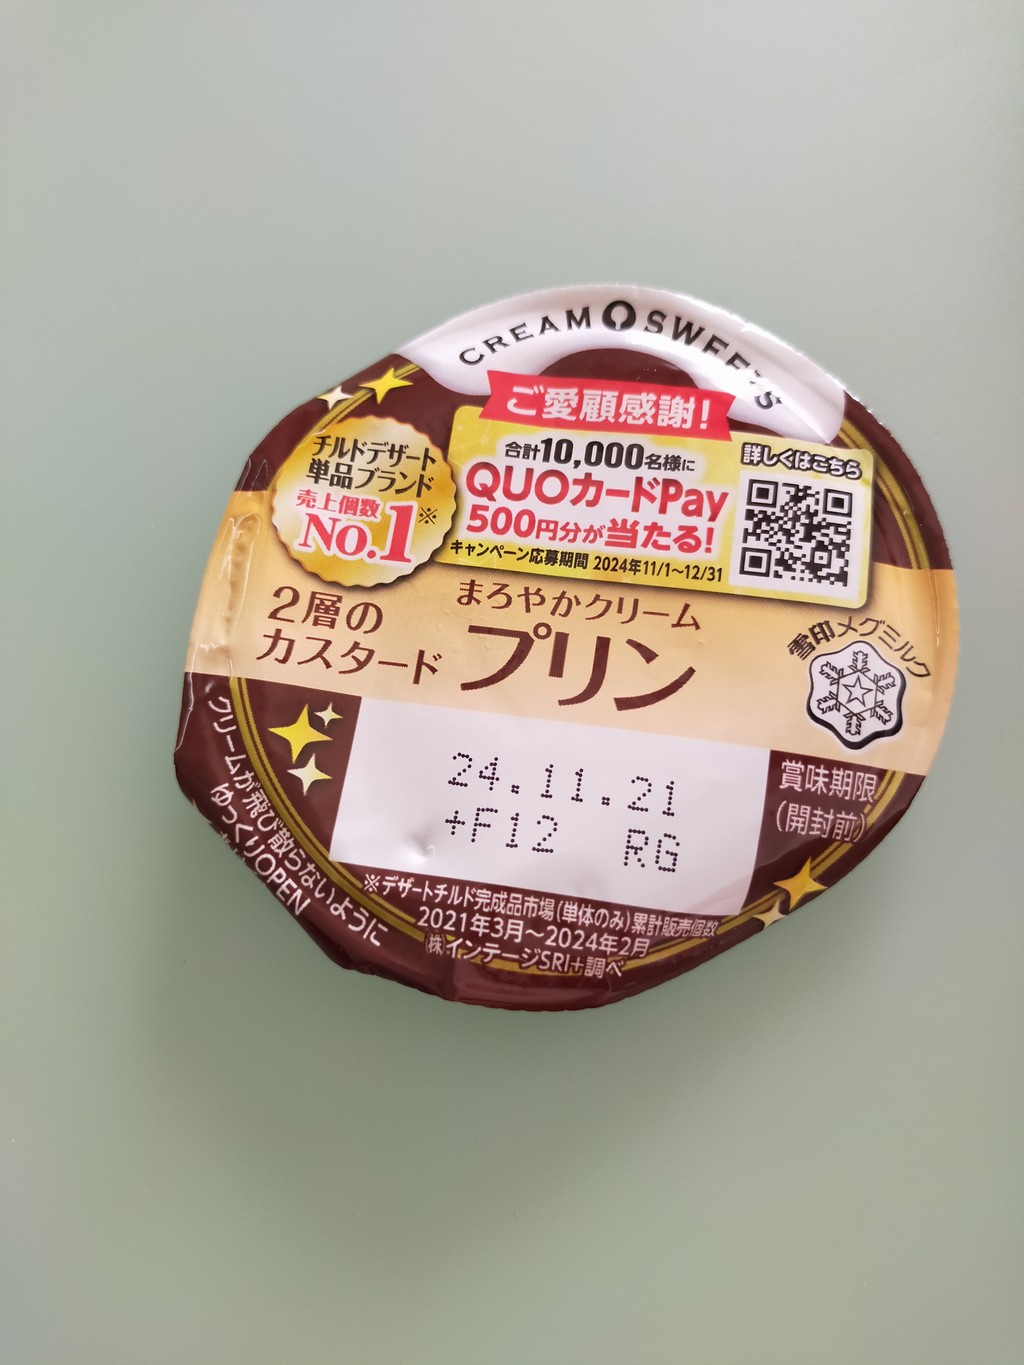 CREAM SWEETS
ご愛顧感謝!
チルドデザート
単品ブランド
売上個数
No.1※
合計10,000名様に
QUOカードPay
500円分が当たる!
キャンペーン応募期間 2024年11/1~12/31
詳しくはこちら
2層の
カスタード
まろやかクリーム
プリン
雪印メグミルク
24.11.21
+F12 RG
賞味期限
(開封前)
クリームが飛び散らないように
ゆっくりOPEN
※デザートチルド完成品市場(単体のみ)累計販売個数
2021年3月~2024年2月
(株)インテージSRI+調べ